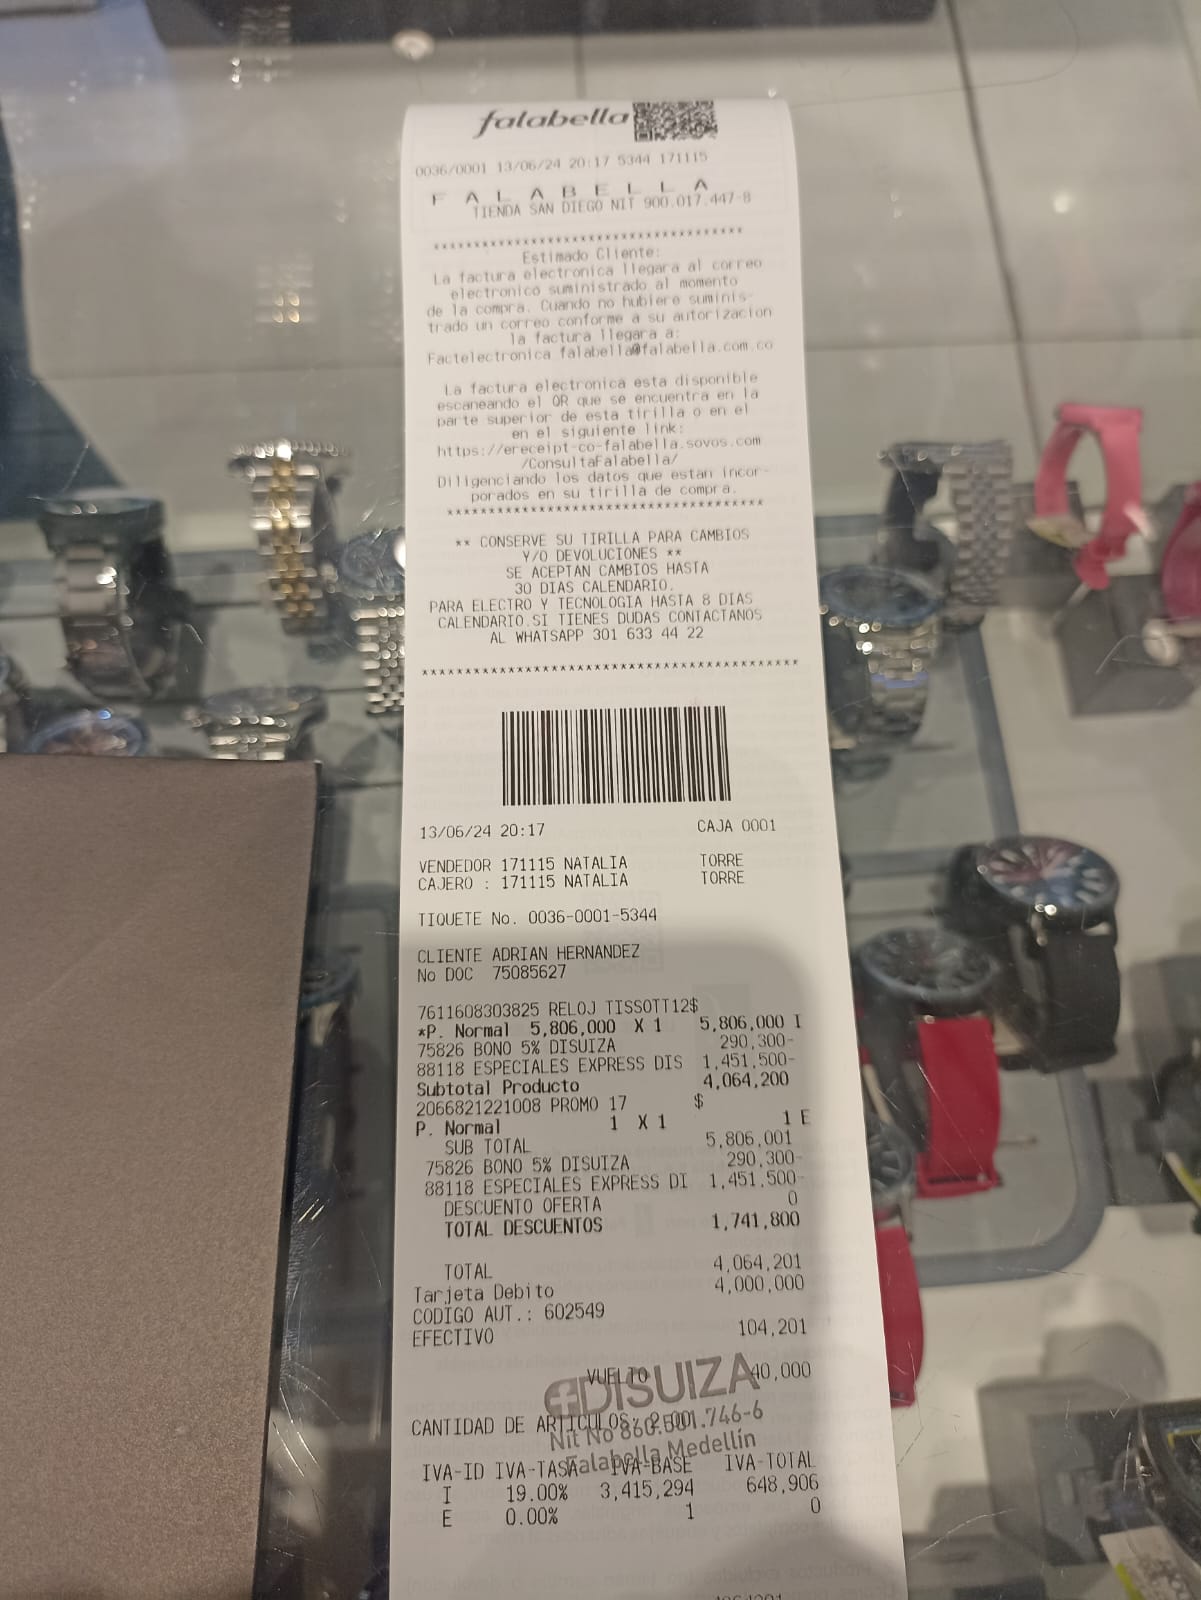 falabella
0036/0001 13/06/24 20:17 5344 171115
F A L A B E L L A
TIENDA SAN DIEGO NIT 900.017.447-8
****************************************
Estimado Cliente:
La factura electronica llegara al correo
electronico suministrado al momento
de la compra. Cuando no hubiere suminis-
trado un correo conforme a su autorizacion
la factura llegara a:
Factelectronica falabella@falabella.com.co
La factura electronica esta disponible
escaneando el QR que se encuentra en la
parte superior de esta tirilla o en el
en el siguiente link:
https://ereceipt-co-falabella.sovos.com
/ConsultaFalabella/
Diligenciando los datos que estan incor-
porados en su tirilla de compra.
****************************************
** CONSERVE SU TIRILLA PARA CAMBIOS
Y/O DEVOLUCIONES **
SE ACEPTAN CAMBIOS HASTA
30 DIAS CALENDARIO.
PARA ELECTRO Y TECNOLOGIA HASTA 8 DIAS
CALENDARIO.SI TIENES DUDAS CONTACTANOS
AL WHATSAPP 301 633 44 22
****************************************
13/06/24 20:17 CAJA 0001
VENDEDOR 171115 NATALIA TORRE
CAJERO : 171115 NATALIA TORRE
TIQUETE No. 0036-0001-5344
CLIENTE ADRIAN HERNANDEZ
No DOC 75085627
7611608303825 RELOJ TISSOTT12$
*P. Normal 5,806,000 X 1 5,806,000 I
75826 BONO 5% DISUIZA 290,300-
88118 ESPECIALES EXPRESS DIS 1,451,500-
Subtotal Producto 4,064,200
2066821221008 PROMO 17 $
P. Normal 1 X 1 1 E
SUB TOTAL 5,806,001
75826 BONO 5% DISUIZA 290,300-
88118 ESPECIALES EXPRESS DI 1,451,500-
DESCUENTO OFERTA 0
TOTAL DESCUENTOS 1,741,800
TOTAL 4,064,201
Tarjeta Debito 4,000,000
CODIGO AUT.: 602549
EFECTIVO 104,201
VUELTO 40,000
DISUIZA
CANTIDAD DE ARTICULOS: 2
Nit No 860.501.746-6
Falabella Medellín
IVA-ID IVA-TASA IVA-BASE IVA-TOTAL
I 19.00% 3,415,294 648,906
E 0.00% 1 0